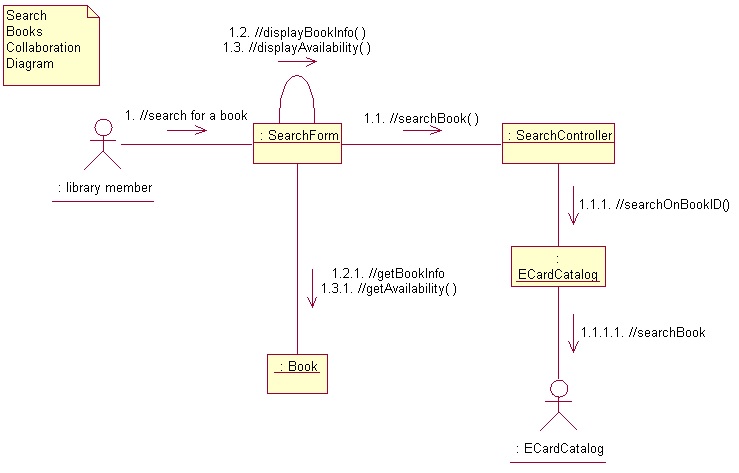 Search
Books
Collaboration
Diagram
1.2. //displayBookInfo( )
1.3. //displayAvailability( )
1. //search for a book
1.1. //searchBook( )
: SearchForm
: SearchController
: library member
1.1.1. //searchOnBookID()
:
ECardCatalog
1.2.1. //getBookInfo
1.3.1. //getAvailability( )
1.1.1.1. //searchBook
: Book
: ECardCatalog